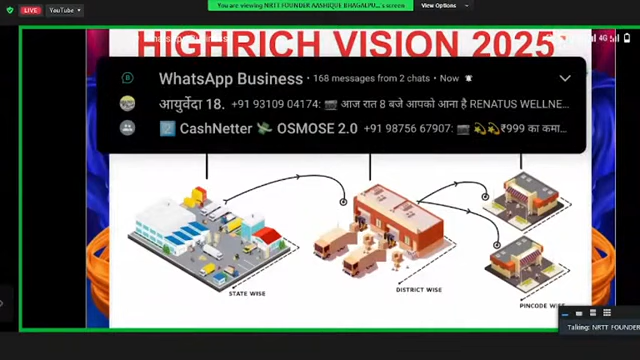 You are viewing NRTT FOUNDER AASHIQUE BHAGALPU...'s screen
View Options
LIVE
YouTube
HIGHRICH VISION 2025
4G
WhatsApp Business • 168 messages from 2 chats • Now
आयुर्वेदा 18. +91 93109 04174: 📷 आज रात 8 बजे आपको आना है RENATUS WELLNE...
2️⃣ CashNetter 💸 OSMOSE 2.0 +91 98756 67907: 📷 💫💫₹999 का कमा...
STATE WISE
DISTRICT WISE
PINCODE WISE
Talking: NRTT FOUNDER